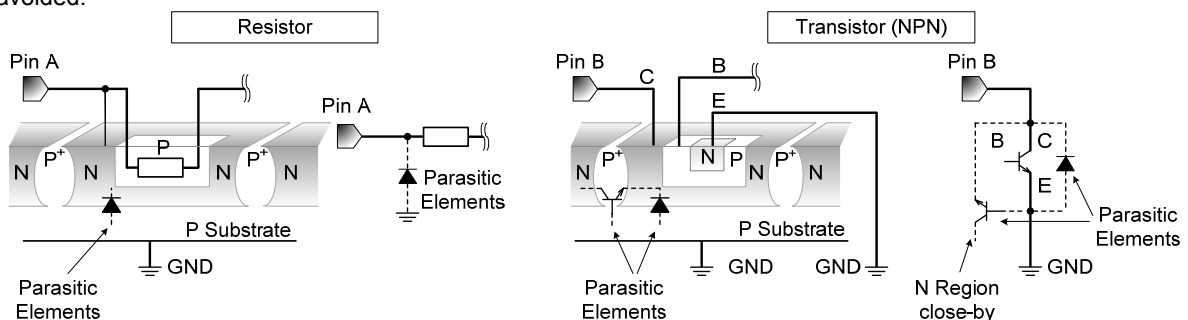 avoided.
Resistor
Transistor (NPN)
Pin A
Pin A
N
P+
N
P
N
P+
N
Parasitic
Elements
P Substrate
GND
Parasitic
Elements
Pin B
C
B
E
N
P+
N
N
P
N
P+
N
P Substrate
GND
GND
Parasitic
Elements
Pin B
B
C
E
Parasitic
Elements
GND
N Region
close-by